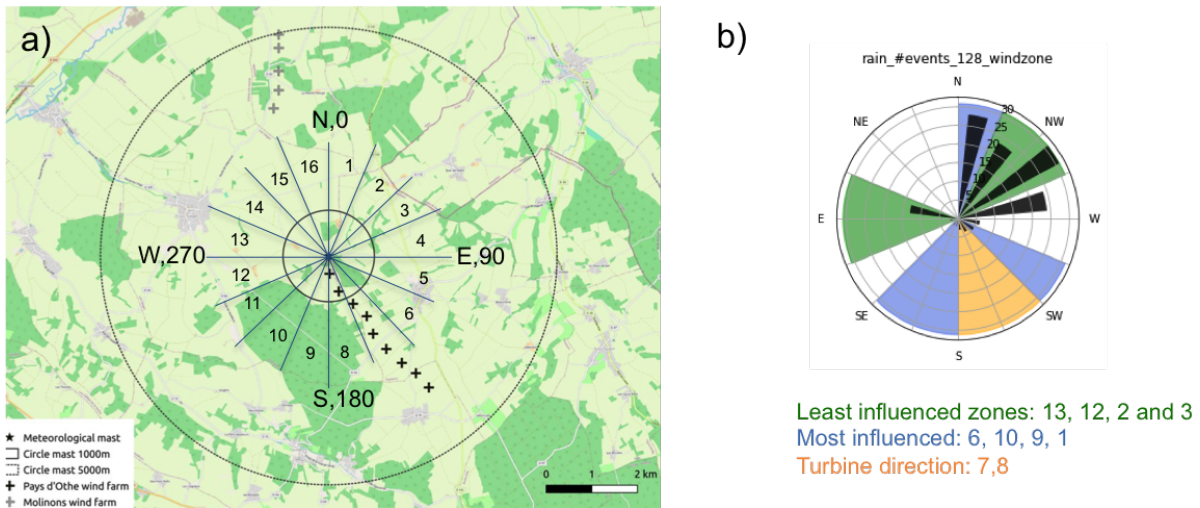 a)
N,0
16
1
15
2
14
3
13
4
W,270
E,90
12
5
11
6
10
9
8
S,180
Meteorological mast
Circle mast 1000m
Circle mast 5000m
Pays d'Othe wind farm
Molinons wind farm
0 1 2 km
b)
rain_#events_128_windzone
N
30
NE
NW
25
20
15
E
W
SE
SW
S
Least influenced zones: 13, 12, 2 and 3
Most influenced: 6, 10, 9, 1
Turbine direction: 7,8